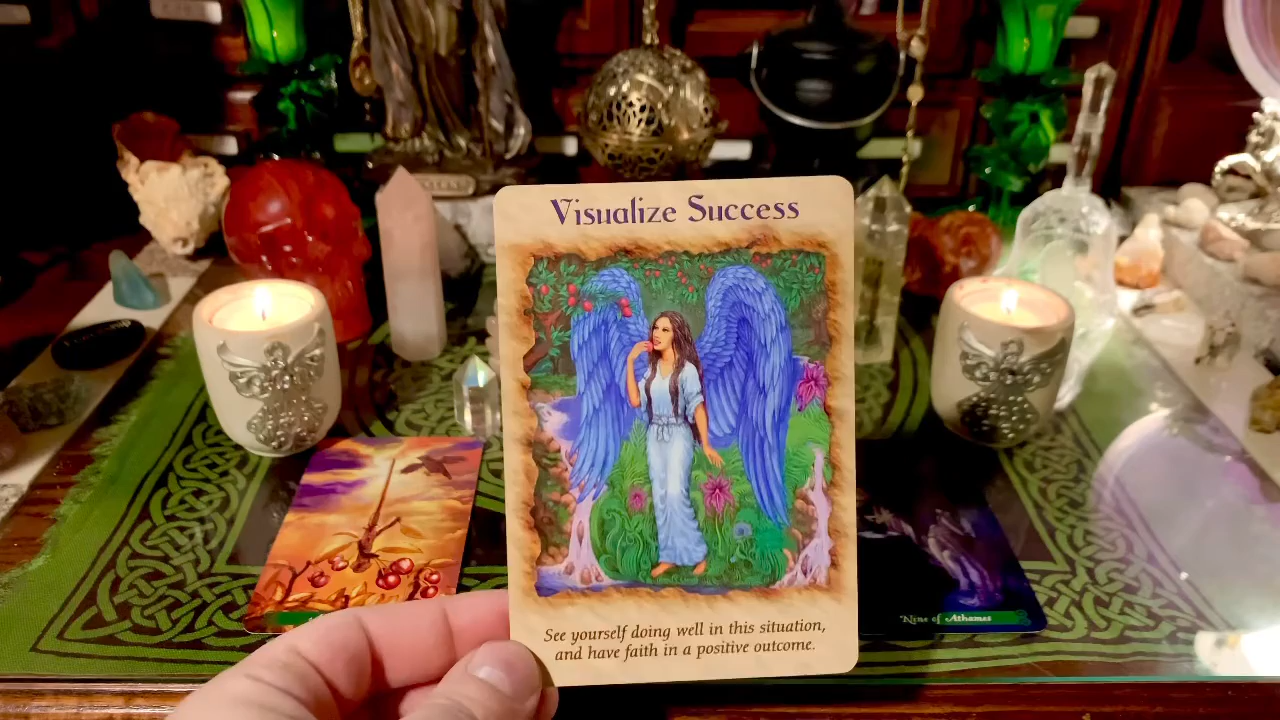 Visualize Success
See yourself doing well in this situation,
and have faith in a positive outcome.
Nine of Athames